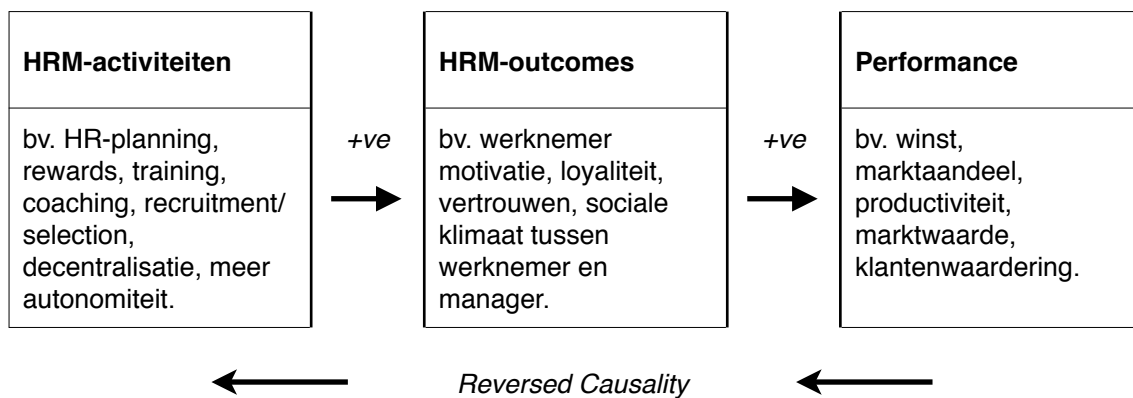 HRM-activiteiten
bv. HR-planning,
rewards, training,
coaching, recruitment/
selection,
decentralisatie, meer
autonomiteit.
+ve
HRM-outcomes
bv. werknemer
motivatie, loyaliteit,
vertrouwen, sociale
klimaat tussen
werknemer en
manager.
+ve
Performance
bv. winst,
marktaandeel,
productiviteit,
marktwaarde,
klantenwaardering.
Reversed Causality